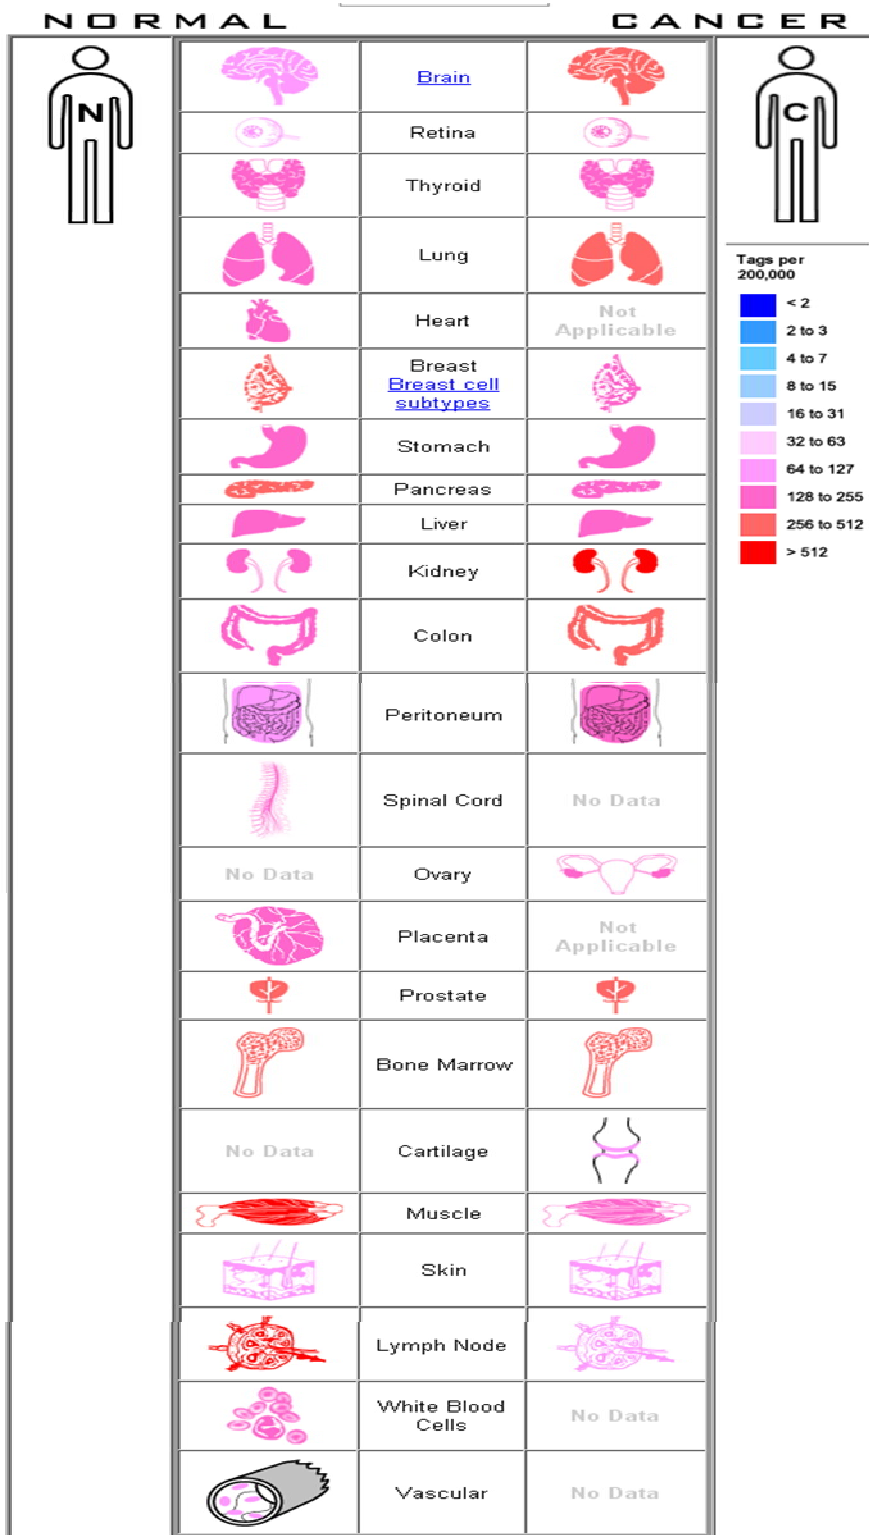 NORMAL
CANCER
N
C
Brain
Retina
Thyroid
Lung
Heart
Not
Applicable
Breast
Breast cell
subtypes
Stomach
Pancreas
Liver
Kidney
Colon
Peritoneum
Spinal Cord
No Data
No Data
Ovary
Placenta
Not
Applicable
Prostate
Bone Marrow
No Data
Cartilage
Muscle
Skin
Lymph Node
White Blood
Cells
No Data
Vascular
No Data
Tags per
200,000
< 2
2 to 3
4 to 7
8 to 15
16 to 31
32 to 63
64 to 127
128 to 255
256 to 512
> 512